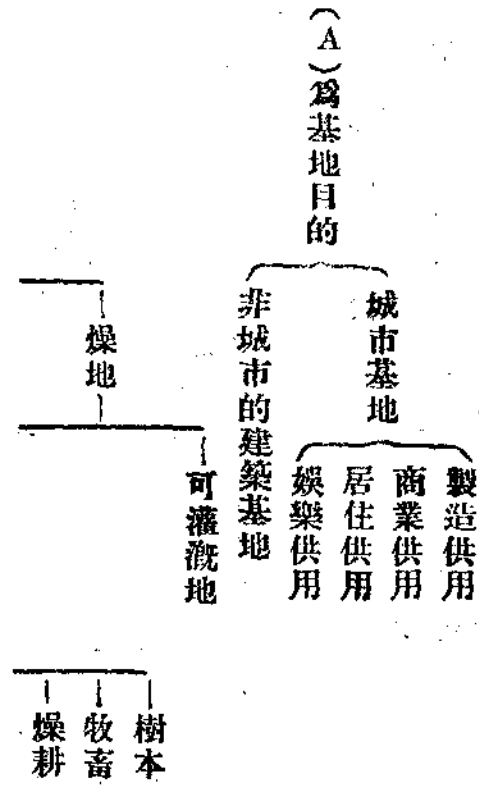 （A）為基地目的
城市基地
製造供用
商業供用
居住供用
娛樂供用
非城市的建築基地
可灌漑地
燥地
樹本
牧畜
燥耕